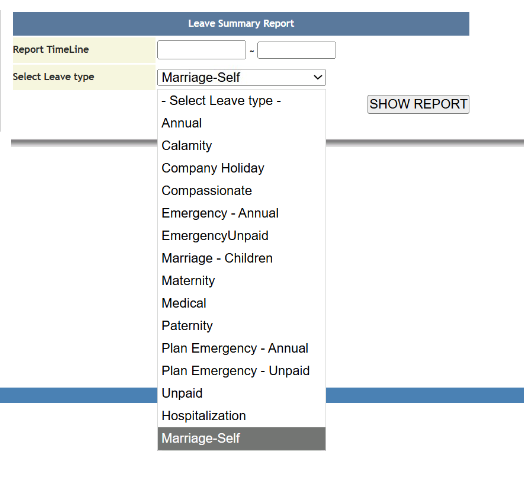 Leave Summary Report
Report TimeLine -
Select Leave type Marriage-Self
- Select Leave type -
SHOW REPORT
Annual
Calamity
Company Holiday
Compassionate
Emergency - Annual
EmergencyUnpaid
Marriage - Children
Maternity
Medical
Paternity
Plan Emergency - Annual
Plan Emergency - Unpaid
Unpaid
Hospitalization
Marriage-Self